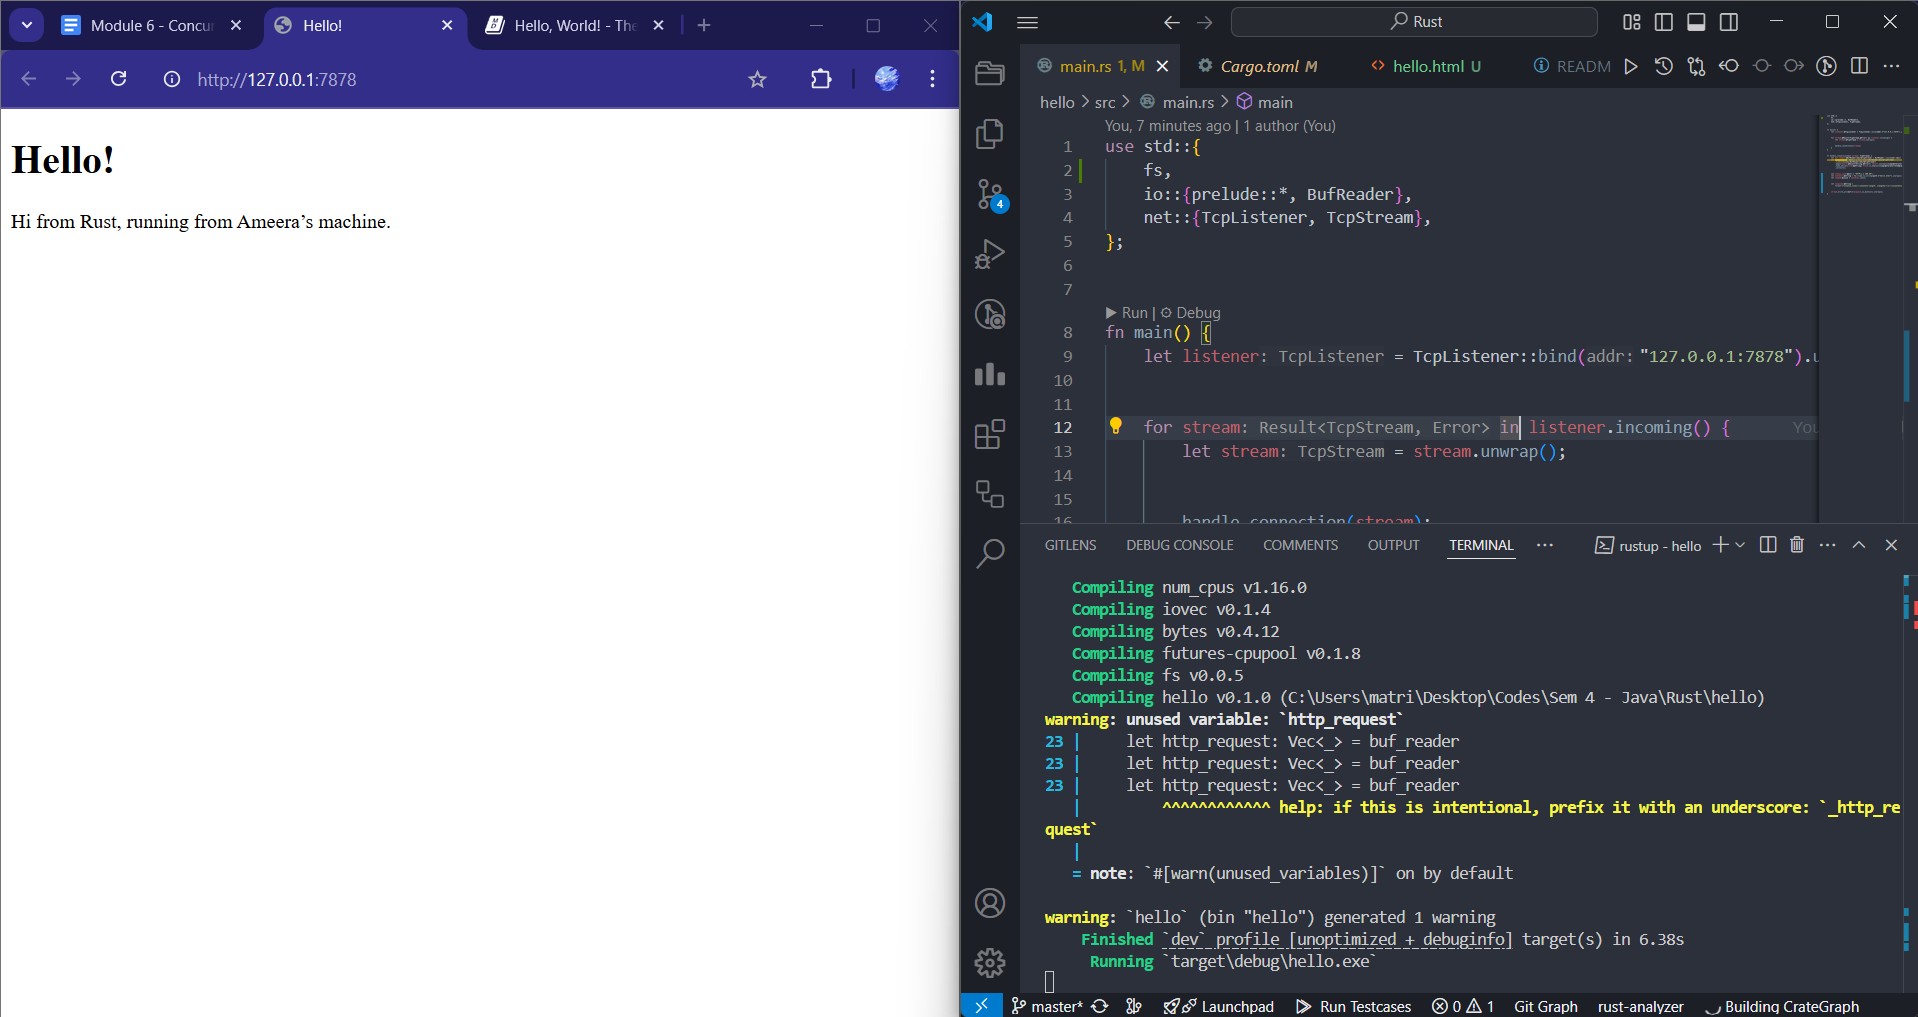 Module 6 - Concur
Hello!
Hello, World! - The
http://127.0.0.1:7878
Hello!
Hi from Rust, running from Ameera’s machine.
Rust
main.rs 1, M
Cargo.toml M
<> hello.html U
READM
hello > src > main.rs > main
You, 7 minutes ago | 1 author (You)
1 use std::{
2 fs,
3 io::{prelude::*, BufReader},
4 net::{TcpListener, TcpStream},
5 };
6
7
Run | Debug
8 fn main() {
9 let listener: TcpListener = TcpListener::bind(addr: "127.0.0.1:7878").u
10
11
12 for stream: Result<TcpStream, Error> in listener.incoming() { You
13 let stream: TcpStream = stream.unwrap();
14
15
16 handle_connection(stream);
4
GITLENS DEBUG CONSOLE COMMENTS OUTPUT TERMINAL ... rustup - hello
Compiling num_cpus v1.16.0
Compiling iovec v0.1.4
Compiling bytes v0.4.12
Compiling futures-cpupool v0.1.8
Compiling fs v0.0.5
Compiling hello v0.1.0 (C:\Users\matri\Desktop\Codes\Sem 4 - Java\Rust\hello)
warning: unused variable: `http_request`
23 | let http_request: Vec<_> = buf_reader
23 | let http_request: Vec<_> = buf_reader
23 | let http_request: Vec<_> = buf_reader
| ^^^^^^^^^^^^ help: if this is intentional, prefix it with an underscore: `_http_re
quest`
|
= note: `#[warn(unused_variables)]` on by default
warning: `hello` (bin "hello") generated 1 warning
Finished `dev` profile [unoptimized + debuginfo] target(s) in 6.38s
Running `target\debug\hello.exe`
master* Launchpad Run Testcases 0 1 Git Graph rust-analyzer Building CrateGraph